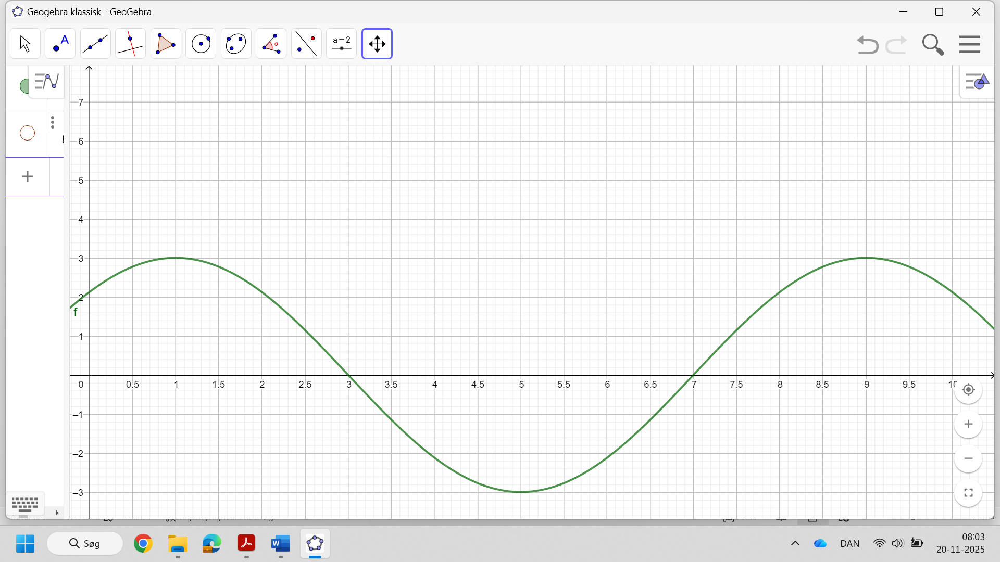 Geogebra klassisk - GeoGebra
A
α
a=2
7
6
5
4
3
2
f
1
0 0.5 1 1.5 2 2.5 3 3.5 4 4.5 5 5.5 6 6.5 7 7.5 8 8.5 9 9.5
–1
–2
–3
Søg
DAN
08:03
20-11-2025